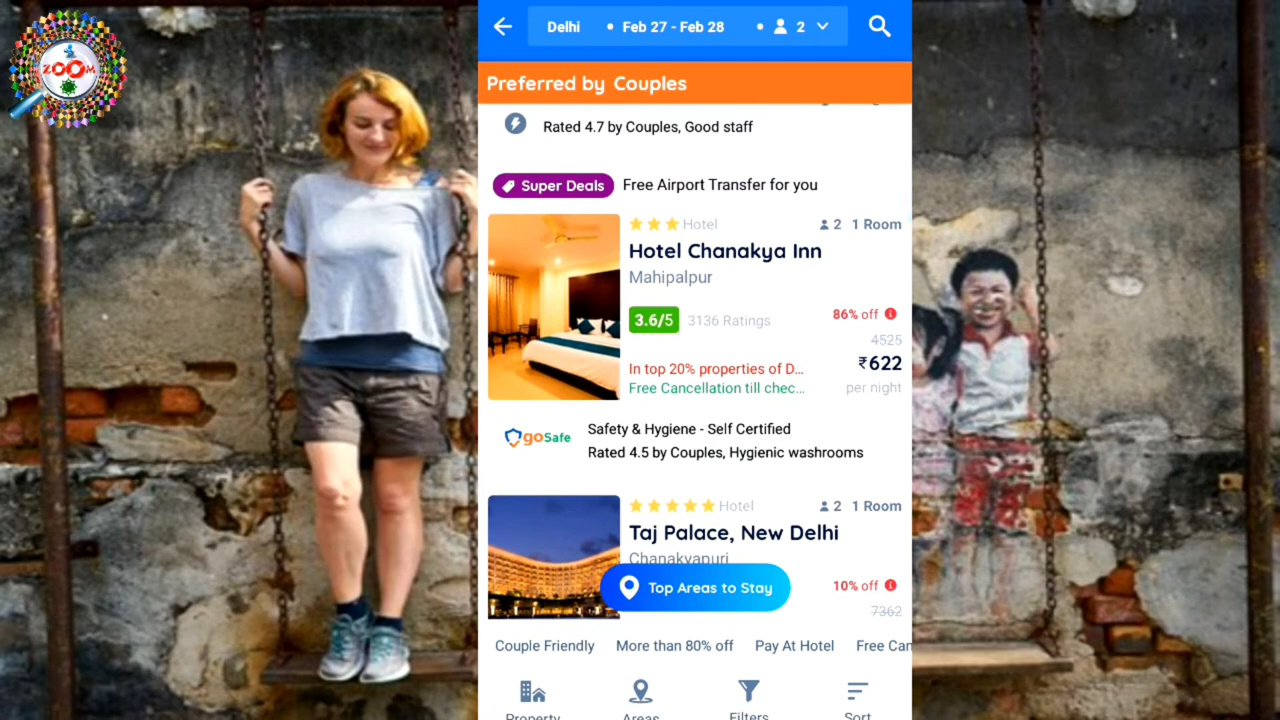 ZOOM
Delhi • Feb 27 - Feb 28 • 2
Preferred by Couples
Rated 4.7 by Couples, Good staff
Super Deals Free Airport Transfer for you
Hotel 2 1 Room
Hotel Chanakya Inn
Mahipalpur
3.6/5 3136 Ratings 86% off
4525
₹622
In top 20% properties of D...
Free Cancellation till chec... per night
goSafe Safety & Hygiene - Self Certified
Rated 4.5 by Couples, Hygienic washrooms
Hotel 2 1 Room
Taj Palace, New Delhi
Chanakyapuri
Top Areas to Stay 10% off
7362
Couple Friendly More than 80% off Pay At Hotel Free Can
Property Areas Filters Sort